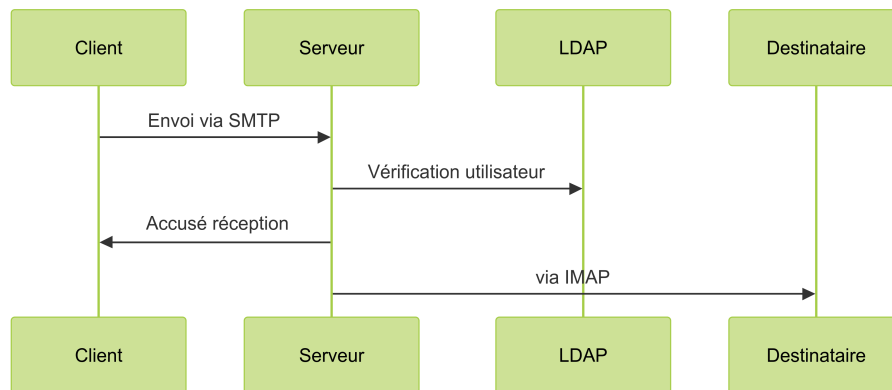 Client
Serveur
LDAP
Destinataire
Envoi via SMTP
Vérification utilisateur
Accusé réception
via IMAP
Client
Serveur
LDAP
Destinataire